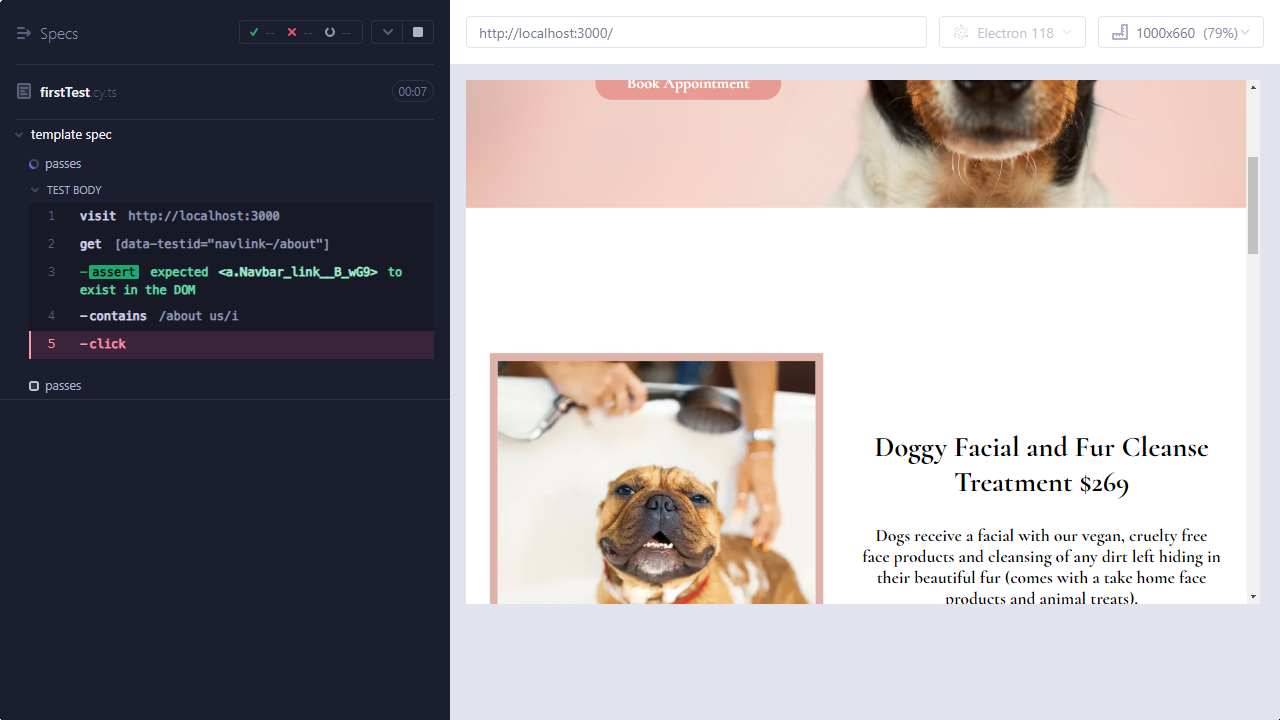 Specs
-- -- --
firstTest.cy.ts 00:07
template spec
passes
TEST BODY
1 visit http://localhost:3000
2 get [data-testid="navlink-/about"]
3 -assert expected <a.Navbar_link__B_wG9> to
exist in the DOM
4 -contains /about us/i
5 -click
passes
http://localhost:3000/
Electron 118
1000x660 (79%)
Book Appointment
Doggy Facial and Fur Cleanse
Treatment $269
Dogs receive a facial with our vegan, cruelty free
face products and cleansing of any dirt left hiding in
their beautiful fur (comes with a take home face
products and animal treats).